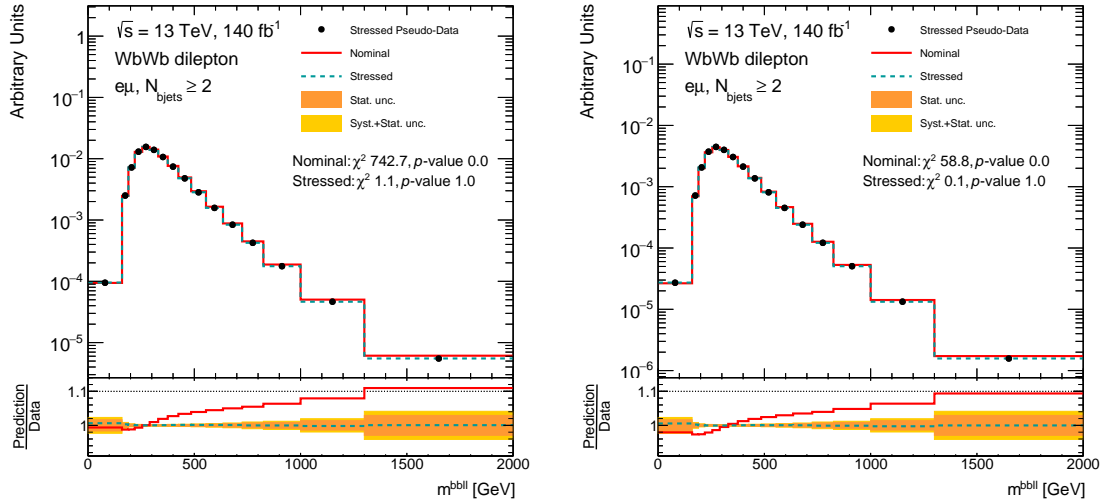 Arbitrary Units
1
10⁻¹
10⁻²
10⁻³
10⁻⁴
10⁻⁵
√s = 13 TeV, 140 fb⁻¹
WbWb dilepton
eμ, N_bjets ≥ 2
Stressed Pseudo-Data
Nominal
Stressed
Stat. unc.
Syst.+Stat. unc.
Nominal: χ² 742.7, p-value 0.0
Stressed: χ² 1.1, p-value 1.0
Prediction
Data
1.1
1
0 500 1000 1500 2000
m^bbll [GeV]
Arbitrary Units
10⁻¹
10⁻²
10⁻³
10⁻⁴
10⁻⁵
10⁻⁶
√s = 13 TeV, 140 fb⁻¹
WbWb dilepton
eμ, N_bjets ≥ 2
Stressed Pseudo-Data
Nominal
Stressed
Stat. unc.
Syst.+Stat. unc.
Nominal: χ² 58.8, p-value 0.0
Stressed: χ² 0.1, p-value 1.0
Prediction
Data
1.1
1
0 500 1000 1500 2000
m^bbll [GeV]